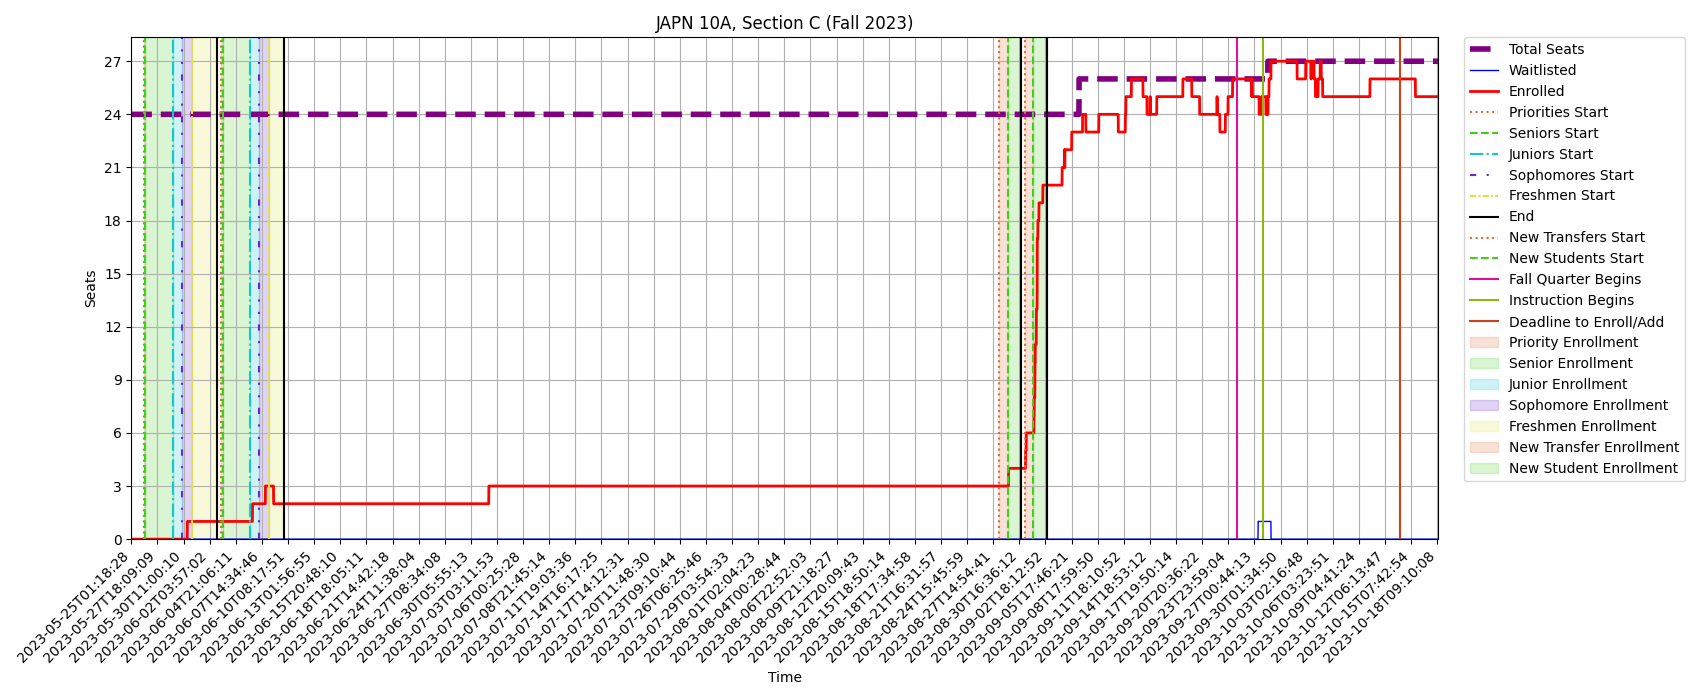 JAPN 10A, Section C (Fall 2023)
Seats
27
24
21
18
15
12
9
6
3
0
2023-05-25T01:18:28
2023-05-27T18:09:09
2023-05-30T11:00:10
2023-06-02T03:57:02
2023-06-04T21:06:11
2023-06-07T14:34:46
2023-06-10T08:17:51
2023-06-13T01:56:55
2023-06-15T20:48:10
2023-06-18T18:05:11
2023-06-21T14:42:18
2023-06-24T11:38:04
2023-06-27T08:34:08
2023-06-30T05:55:13
2023-07-03T03:11:53
2023-07-06T00:25:28
2023-07-08T21:45:14
2023-07-11T19:03:36
2023-07-14T16:17:25
2023-07-17T14:12:31
2023-07-20T11:48:30
2023-07-23T09:10:44
2023-07-26T06:25:46
2023-07-29T03:54:33
2023-08-01T02:04:23
2023-08-04T00:28:44
2023-08-06T22:52:03
2023-08-09T21:18:27
2023-08-12T20:09:43
2023-08-15T18:50:14
2023-08-18T17:34:58
2023-08-21T16:31:57
2023-08-24T15:45:59
2023-08-27T14:54:41
2023-08-30T16:36:12
2023-09-02T18:12:52
2023-09-05T17:46:21
2023-09-08T17:59:50
2023-09-11T18:10:52
2023-09-14T18:53:12
2023-09-17T19:50:14
2023-09-20T20:36:22
2023-09-23T23:59:04
2023-09-27T00:44:13
2023-09-30T01:34:50
2023-10-03T02:16:48
2023-10-06T03:23:51
2023-10-09T04:41:24
2023-10-12T06:13:47
2023-10-15T07:42:54
2023-10-18T09:10:08
Time
Total Seats
Waitlisted
Enrolled
Priorities Start
Seniors Start
Juniors Start
Sophomores Start
Freshmen Start
End
New Transfers Start
New Students Start
Fall Quarter Begins
Instruction Begins
Deadline to Enroll/Add
Priority Enrollment
Senior Enrollment
Junior Enrollment
Sophomore Enrollment
Freshmen Enrollment
New Transfer Enrollment
New Student Enrollment